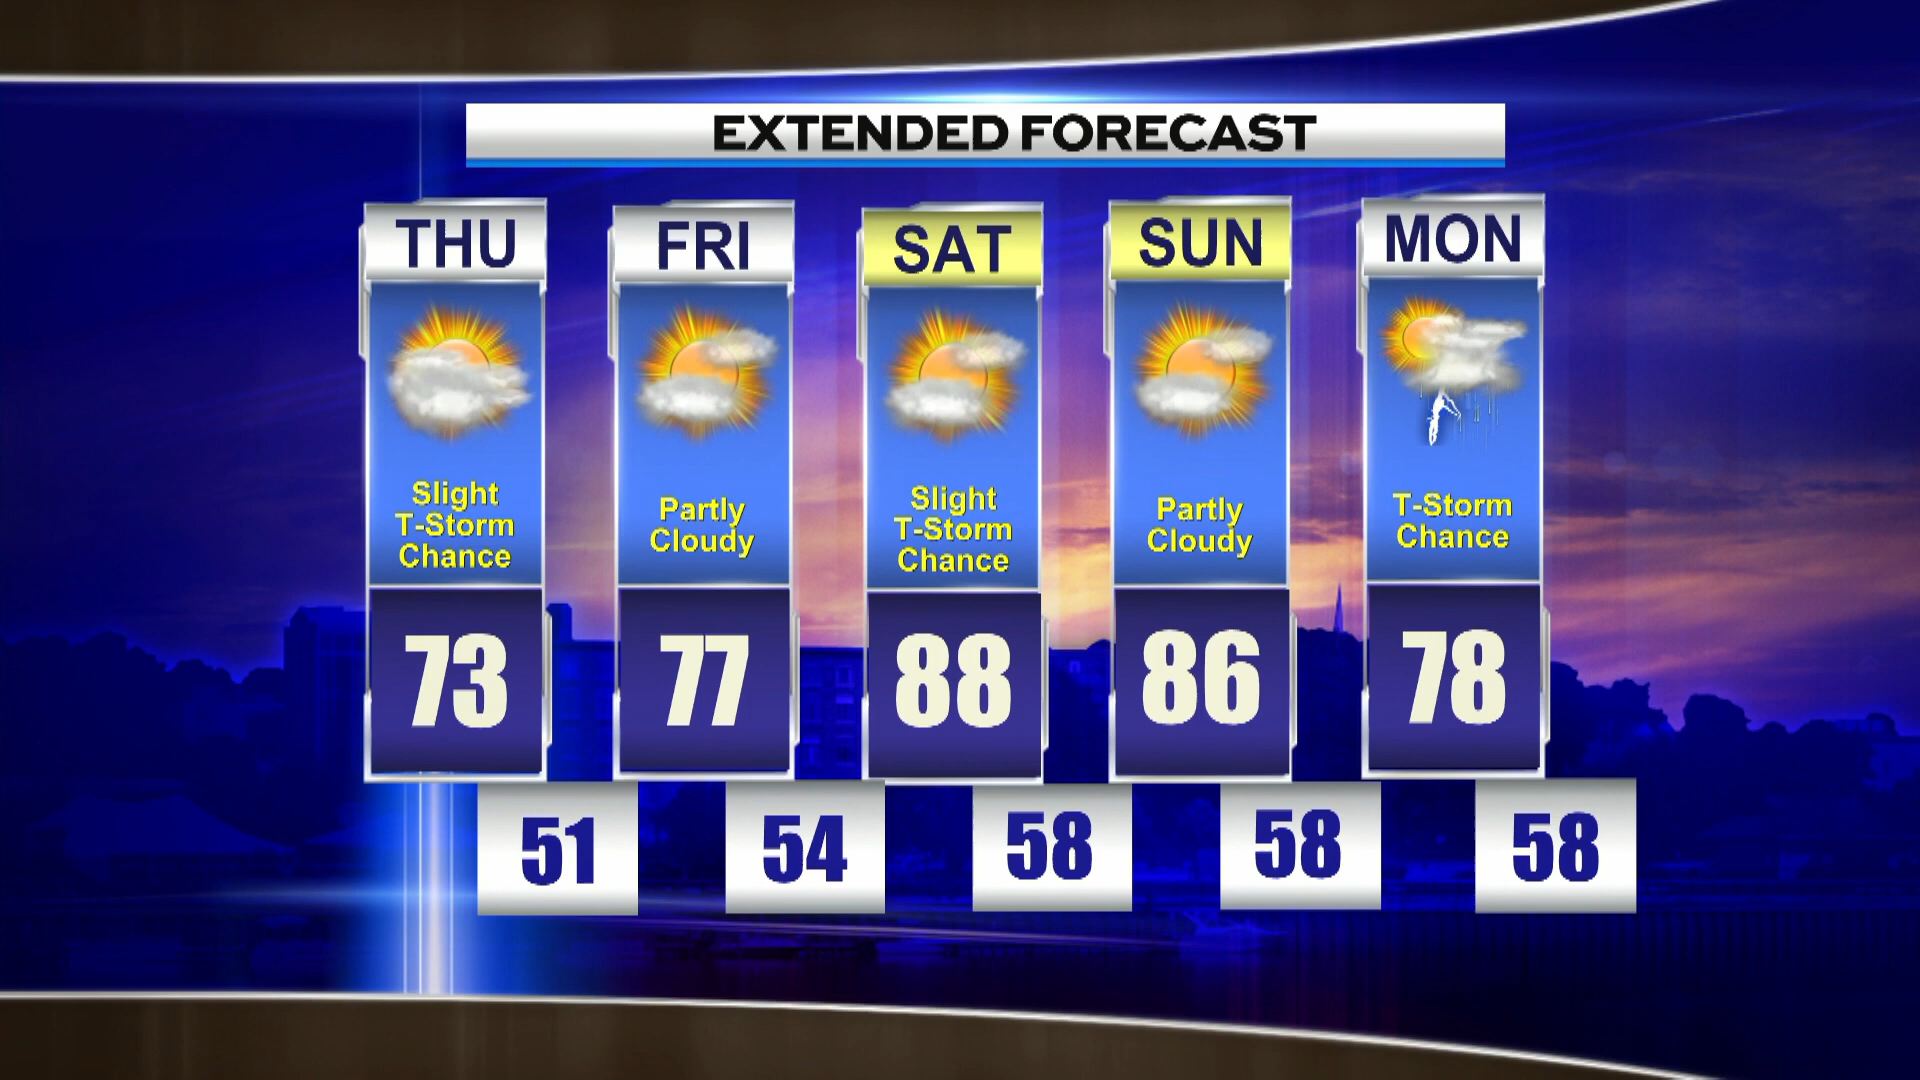 EXTENDED FORECAST
THU
FRI
SAT
SUN
MON
Slight
T-Storm
Chance
Partly
Cloudy
Slight
T-Storm
Chance
Partly
Cloudy
T-Storm
Chance
73
77
88
86
78
51
54
58
58
58